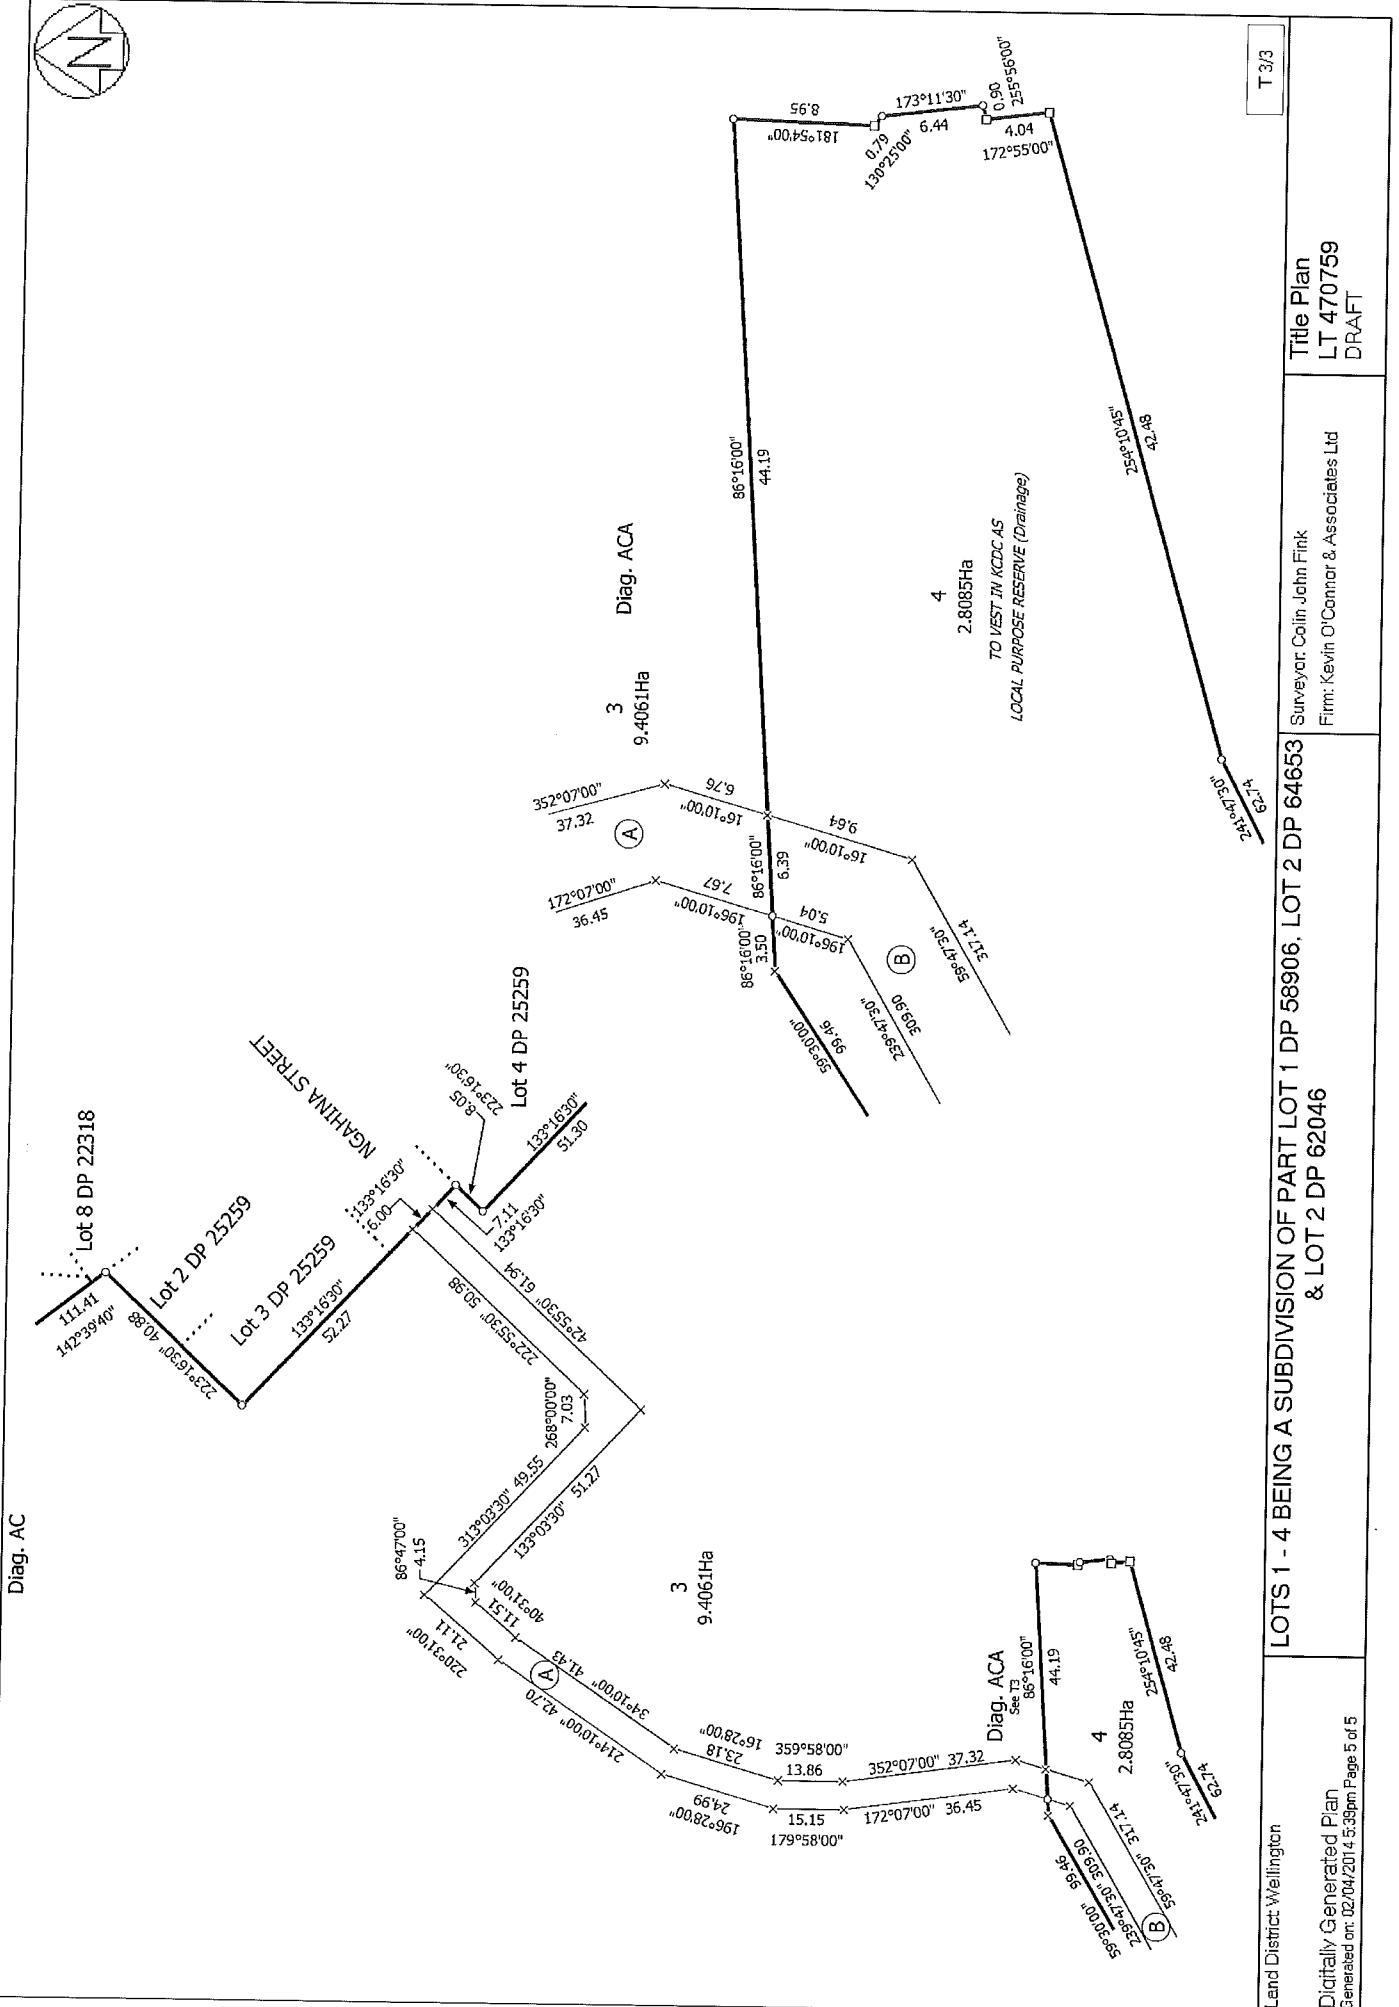 Diag. AC
N
Lot 8 DP 22318
111.41
142°39'40"
223°16'30" 40.88
Lot 2 DP 25259
Lot 3 DP 25259
133°16'30"
52.27
NGAHINA STREET
133°16'30"
6.00
7.11
133°16'30"
223°16'30"
8.05
Lot 4 DP 25259
133°16'30"
51.30
222°55'30" 50.98
42°55'30" 61.94
268°00'00"
7.03
313°03'30" 49.55
133°03'30" 51.27
86°47'00"
4.15
40°31'00"
11.51
220°31'00"
21.11
A
34°10'00" 41.43
214°10'00" 42.70
16°28'00"
23.18
196°28'00"
24.99
359°58'00"
13.86
15.15
179°58'00"
352°07'00" 37.32
172°07'00" 36.45
3
9.4061Ha
Diag. ACA
See T3
86°16'00"
44.19
4
2.8085Ha
254°10'45"
42.48
241°47'30"
62.74
59°30'00" 99.46
239°47'30" 309.90
59°47'30" 317.14
B
3
9.4061Ha
Diag. ACA
352°07'00"
37.32
A
172°07'00"
36.45
6.76
16°10'00"
7.67
196°10'00"
86°16'00"
6.39
86°16'00"
3.50
9.64
16°10'00"
5.04
196°10'00"
B
59°30'00"
99.46
239°47'30"
309.90
59°47'30"
317.14
86°16'00"
44.19
8.95
181°54'00"
0.79
130°25'00"
173°11'30"
6.44
0.90
255°56'00"
4.04
172°55'00"
4
2.8085Ha
TO VEST IN KCDC AS
LOCAL PURPOSE RESERVE (Drainage)
254°10'45"
42.48
241°47'30"
62.74
T 3/3
Land District: Wellington
Digitally Generated Plan
Generated on: 02/04/2014 5:39pm Page 5 of 5
LOTS 1 - 4 BEING A SUBDIVISION OF PART LOT 1 DP 58906, LOT 2 DP 64653
& LOT 2 DP 62046
Surveyor: Colin John Fink
Firm: Kevin O'Connor & Associates Ltd
Title Plan
LT 470759
DRAFT